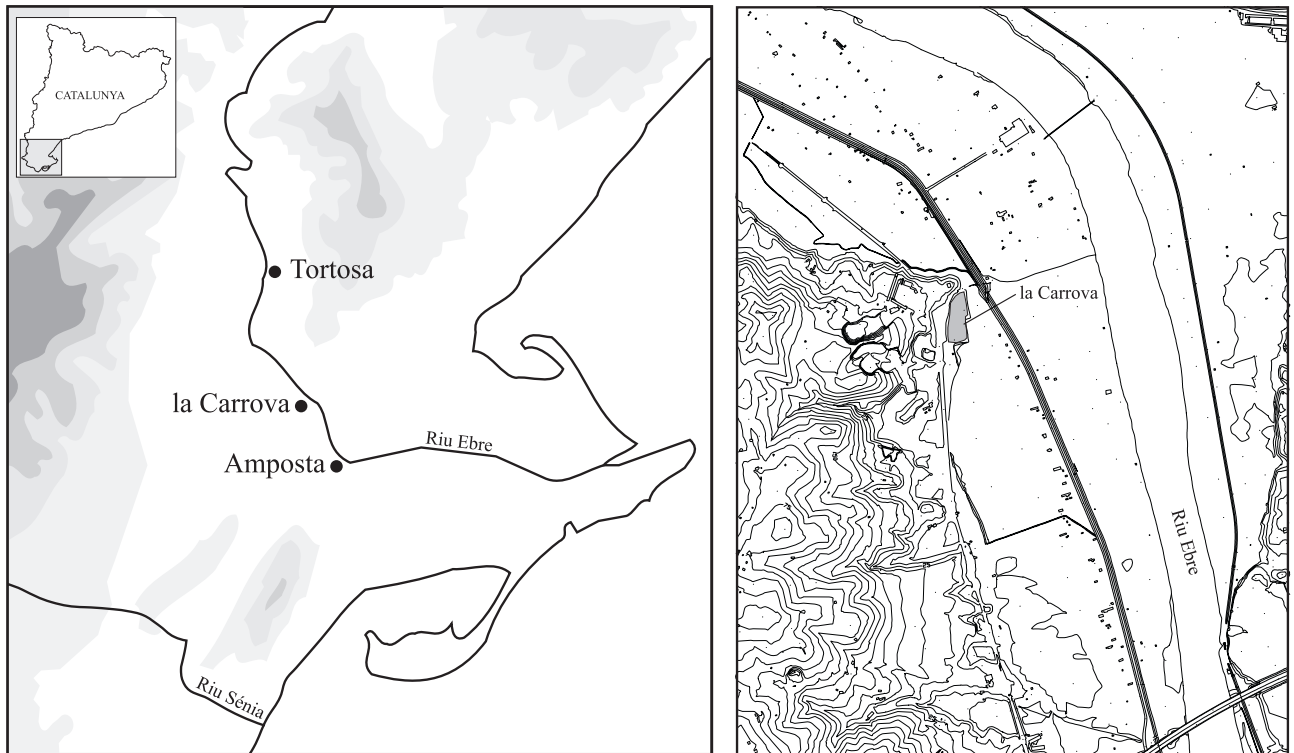 CATALUNYA
Tortosa
la Carrova
Riu Ebre
Amposta
Riu Sénia
la Carrova
Riu Ebre